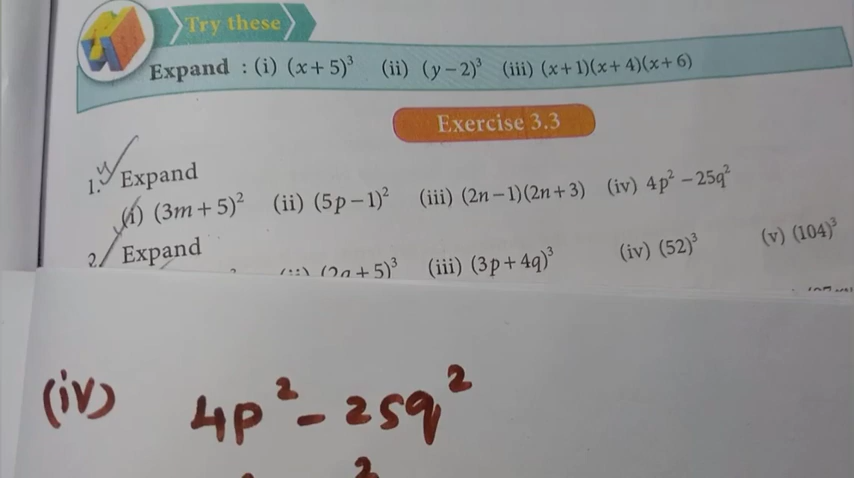 Try these
Expand : (i) (x+5)³ (ii) (y−2)³ (iii) (x+1)(x+4)(x+6)
Exercise 3.3
1. Expand
(i) (3m+5)² (ii) (5p−1)² (iii) (2n−1)(2n+3) (iv) 4p²−25q²
2. Expand
(iii) (3p+4q)³ (iv) (52)³ (v) (104)³
(iv) 4p²−25q²